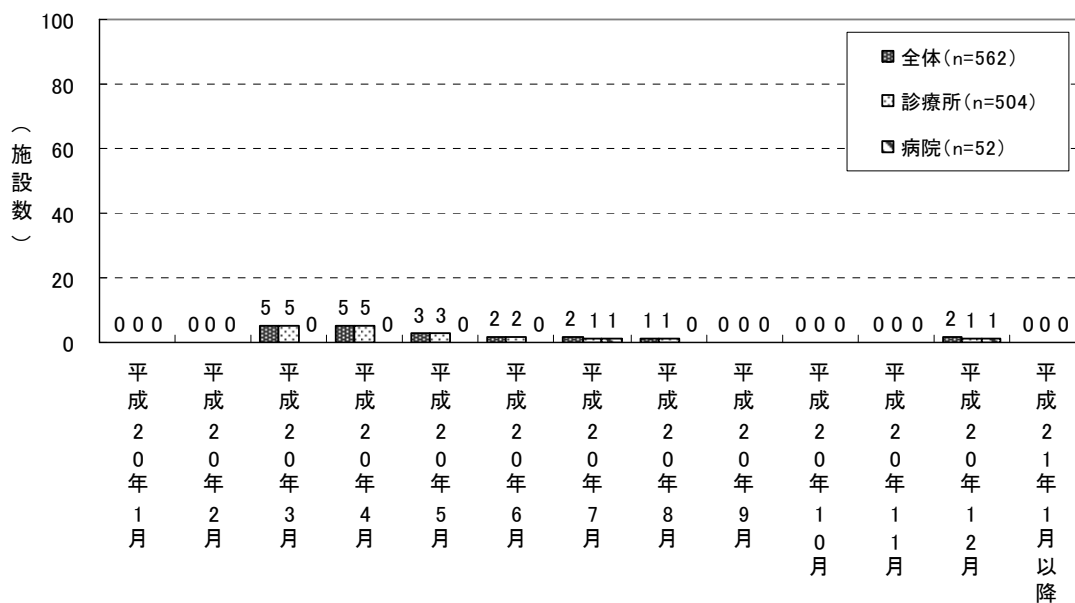 100
80
60
40
20
0
（施設数）
全体（n=562）
診療所（n=504）
病院（n=52）
0 0 0
0 0 0
5 5 0
5 5 0
3 3 0
2 2 0
2 1 1
1 1 0
0 0 0
0 0 0
0 0 0
2 1 1
0 0 0
平成20年1月
平成20年2月
平成20年3月
平成20年4月
平成20年5月
平成20年6月
平成20年7月
平成20年8月
平成20年9月
平成20年10月
平成20年11月
平成20年12月
平成21年1月以降